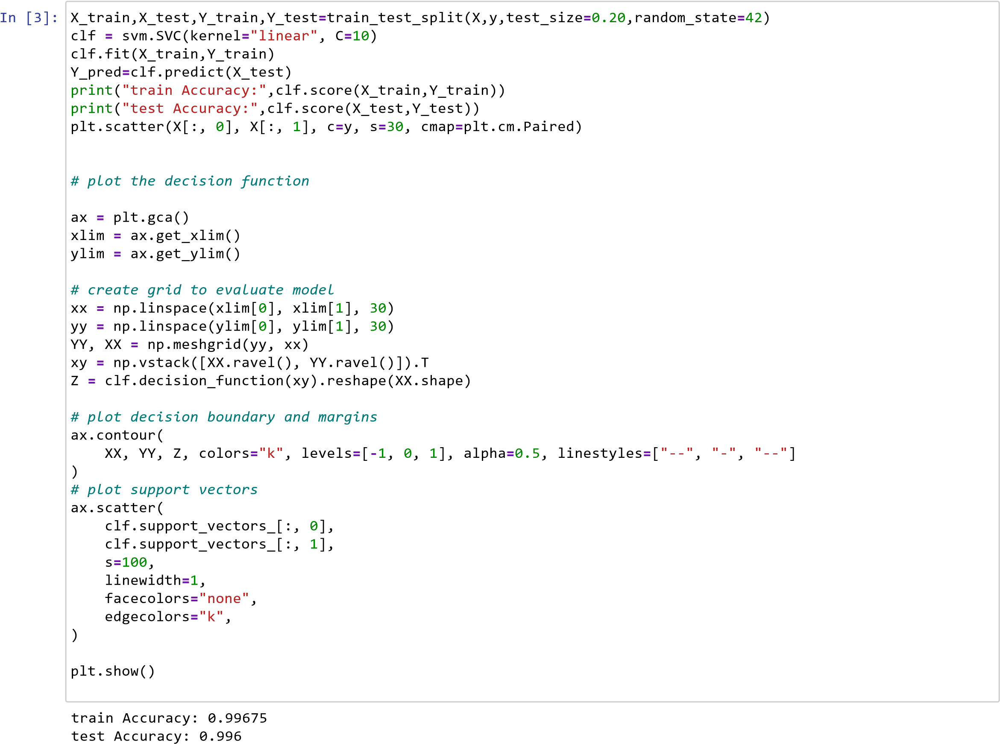 In [3]: X_train,X_test,Y_train,Y_test=train_test_split(X,y,test_size=0.20,random_state=42)
clf = svm.SVC(kernel="linear", C=10)
clf.fit(X_train,Y_train)
Y_pred=clf.predict(X_test)
print("train Accuracy:",clf.score(X_train,Y_train))
print("test Accuracy:",clf.score(X_test,Y_test))
plt.scatter(X[:, 0], X[:, 1], c=y, s=30, cmap=plt.cm.Paired)
# plot the decision function
ax = plt.gca()
xlim = ax.get_xlim()
ylim = ax.get_ylim()
# create grid to evaluate model
xx = np.linspace(xlim[0], xlim[1], 30)
yy = np.linspace(ylim[0], ylim[1], 30)
YY, XX = np.meshgrid(yy, xx)
xy = np.vstack([XX.ravel(), YY.ravel()]).T
Z = clf.decision_function(xy).reshape(XX.shape)
# plot decision boundary and margins
ax.contour(
    XX, YY, Z, colors="k", levels=[-1, 0, 1], alpha=0.5, linestyles=["--", "-", "--"]
)
# plot support vectors
ax.scatter(
    clf.support_vectors_[:, 0],
    clf.support_vectors_[:, 1],
    s=100,
    linewidth=1,
    facecolors="none",
    edgecolors="k",
)
plt.show()
train Accuracy: 0.99675
test Accuracy: 0.996